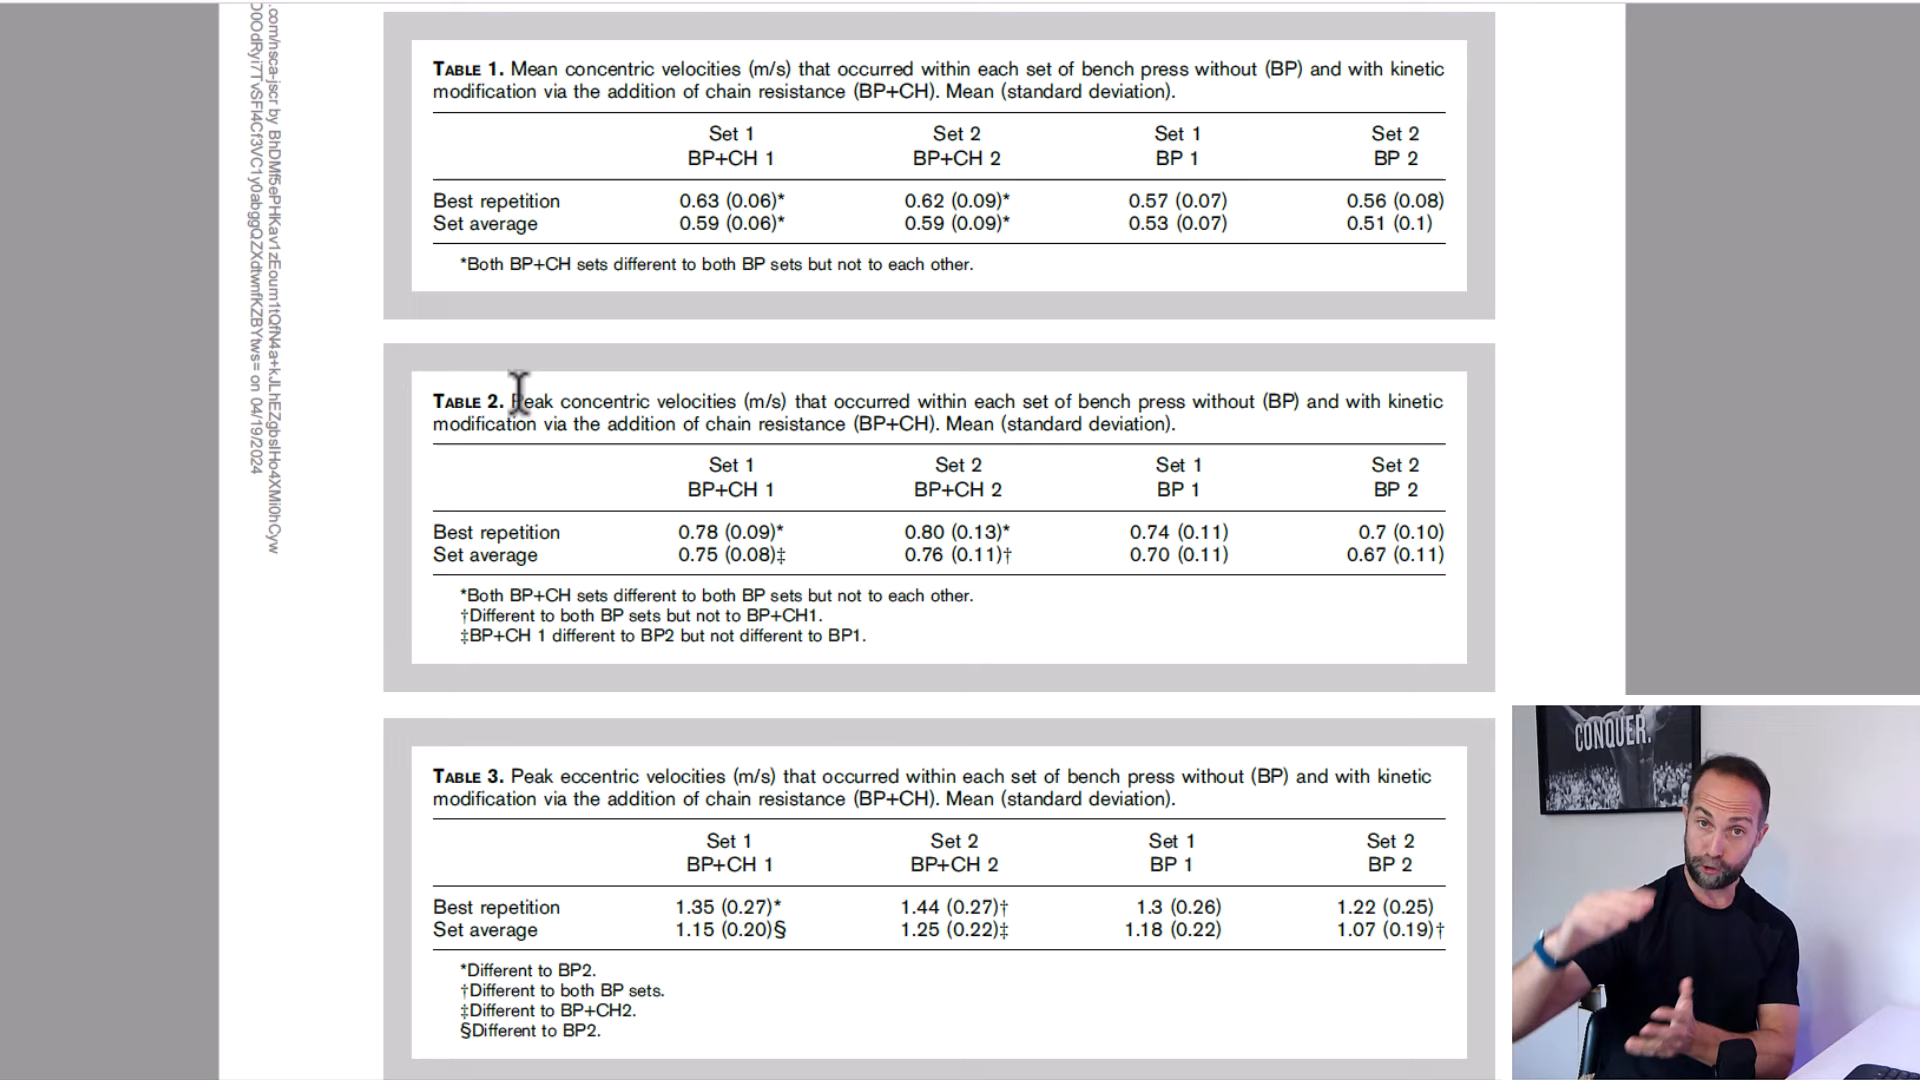 TABLE 1. Mean concentric velocities (m/s) that occurred within each set of bench press without (BP) and with kinetic
modification via the addition of chain resistance (BP+CH). Mean (standard deviation).
Set 1 Set 2 Set 1 Set 2
BP+CH 1 BP+CH 2 BP 1 BP 2
Best repetition 0.63 (0.06)* 0.62 (0.09)* 0.57 (0.07) 0.56 (0.08)
Set average 0.59 (0.06)* 0.59 (0.09)* 0.53 (0.07) 0.51 (0.1)
*Both BP+CH sets different to both BP sets but not to each other.
TABLE 2. Peak concentric velocities (m/s) that occurred within each set of bench press without (BP) and with kinetic
modification via the addition of chain resistance (BP+CH). Mean (standard deviation).
Set 1 Set 2 Set 1 Set 2
BP+CH 1 BP+CH 2 BP 1 BP 2
Best repetition 0.78 (0.09)* 0.80 (0.13)* 0.74 (0.11) 0.7 (0.10)
Set average 0.75 (0.08)‡ 0.76 (0.11)† 0.70 (0.11) 0.67 (0.11)
*Both BP+CH sets different to both BP sets but not to each other.
†Different to both BP sets but not to BP+CH1.
‡BP+CH 1 different to BP2 but not different to BP1.
TABLE 3. Peak eccentric velocities (m/s) that occurred within each set of bench press without (BP) and with kinetic
modification via the addition of chain resistance (BP+CH). Mean (standard deviation).
Set 1 Set 2 Set 1 Set 2
BP+CH 1 BP+CH 2 BP 1 BP 2
Best repetition 1.35 (0.27)* 1.44 (0.27)† 1.3 (0.26) 1.22 (0.25)
Set average 1.15 (0.20)§ 1.25 (0.22)‡ 1.18 (0.22) 1.07 (0.19)†
*Different to BP2.
†Different to both BP sets.
‡Different to BP+CH2.
§Different to BP2.
.com/nsca-jscr by
on 04/19/2024
CONQUER.